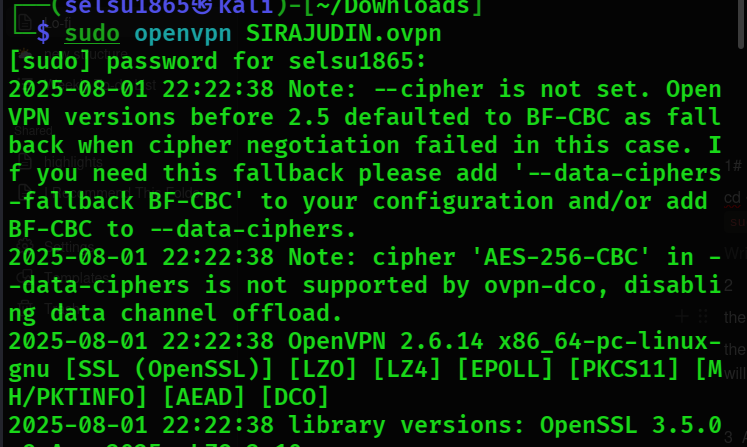 ┌──(selsu1865㉿kali)-[~/Downloads]
└─$ sudo openvpn SIRAJUDIN.ovpn
[sudo] password for selsu1865:
2025-08-01 22:22:38 Note: --cipher is not set. Open
VPN versions before 2.5 defaulted to BF-CBC as fall
back when cipher negotiation failed in this case. I
f you need this fallback please add '--data-ciphers
-fallback BF-CBC' to your configuration and/or add
BF-CBC to --data-ciphers.
2025-08-01 22:22:38 Note: cipher 'AES-256-CBC' in -
-data-ciphers is not supported by ovpn-dco, disabli
ng data channel offload.
2025-08-01 22:22:38 OpenVPN 2.6.14 x86_64-pc-linux-
gnu [SSL (OpenSSL)] [LZO] [LZ4] [EPOLL] [PKCS11] [M
H/PKTINFO] [AEAD] [DCO]
2025-08-01 22:22:38 library versions: OpenSSL 3.5.0